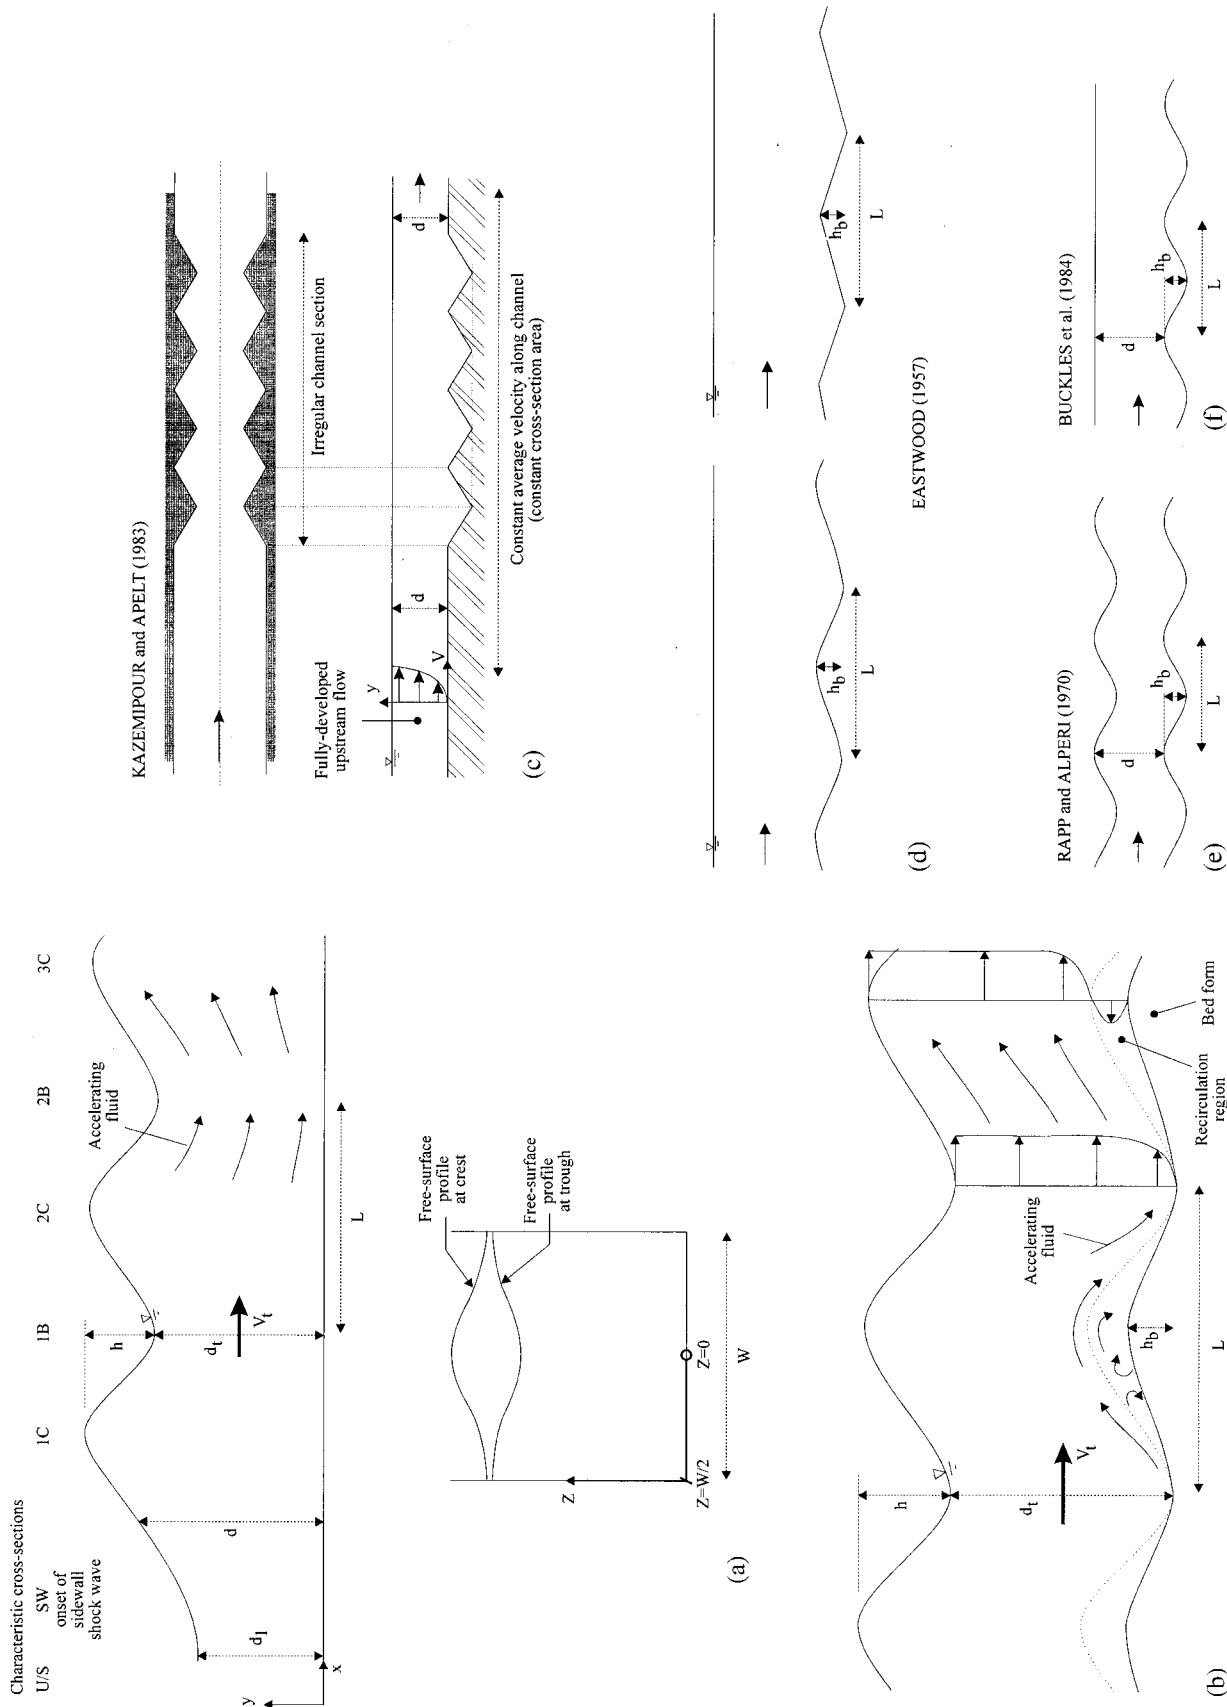 Characteristic cross-sections
U/S
SW
onset of
sidewall
shock wave
1C
1B
2C
2B
3C
y
x
d1
d
h
dt
Vt
L
Accelerating
fluid
Free-surface
profile
at crest
Free-surface
profile
at trough
Z
Z=W/2
Z=0
W
(a)
h
dt
Vt
hb
L
Accelerating
fluid
Recirculation
region
Bed form
(b)
KAZEMIPOUR and APELT (1983)
Irregular channel section
Fully-developed
upstream flow
y
V
d
d
Constant average velocity along channel
(constant cross-section area)
(c)
hb
L
hb
L
EASTWOOD (1957)
(d)
RAPP and ALPERI (1970)
d
hb
L
(e)
BUCKLES et al. (1984)
d
hb
L
(f)